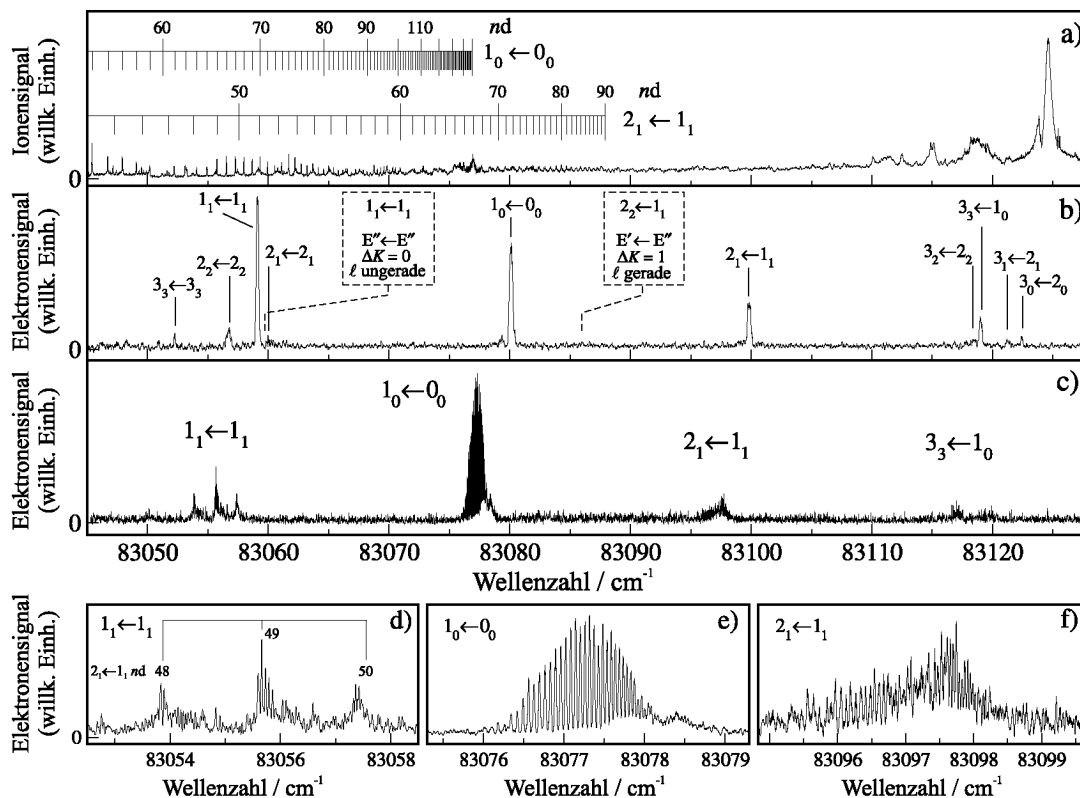 60 70 80 90 110 nd
1₀←0₀
50 60 70 80 90 nd
2₁←1₁
a)
Ionensignal
(willk. Einh.)
0
b)
Elektronensignal
(willk. Einh.)
0
3₃←3₃
2₂←2₂
1₁←1₁
2₁←2₁
1₁←1₁
E″←E″
ΔK = 0
ℓ ungerade
1₀←0₀
2₂←1₁
E′←E″
ΔK = 1
ℓ gerade
2₁←1₁
3₂←2₂
3₃←1₀
3₁←2₁
3₀←2₀
c)
Elektronensignal
(willk. Einh.)
0
1₁←1₁
1₀←0₀
2₁←1₁
3₃←1₀
83050 83060 83070 83080 83090 83100 83110 83120
Wellenzahl / cm⁻¹
d)
Elektronensignal
(willk. Einh.)
0
1₁←1₁
2₁←1₁ nd 48 49 50
83054 83056 83058
Wellenzahl / cm⁻¹
e)
1₀←0₀
83076 83077 83078 83079
Wellenzahl / cm⁻¹
f)
2₁←1₁
83096 83097 83098 83099
Wellenzahl / cm⁻¹